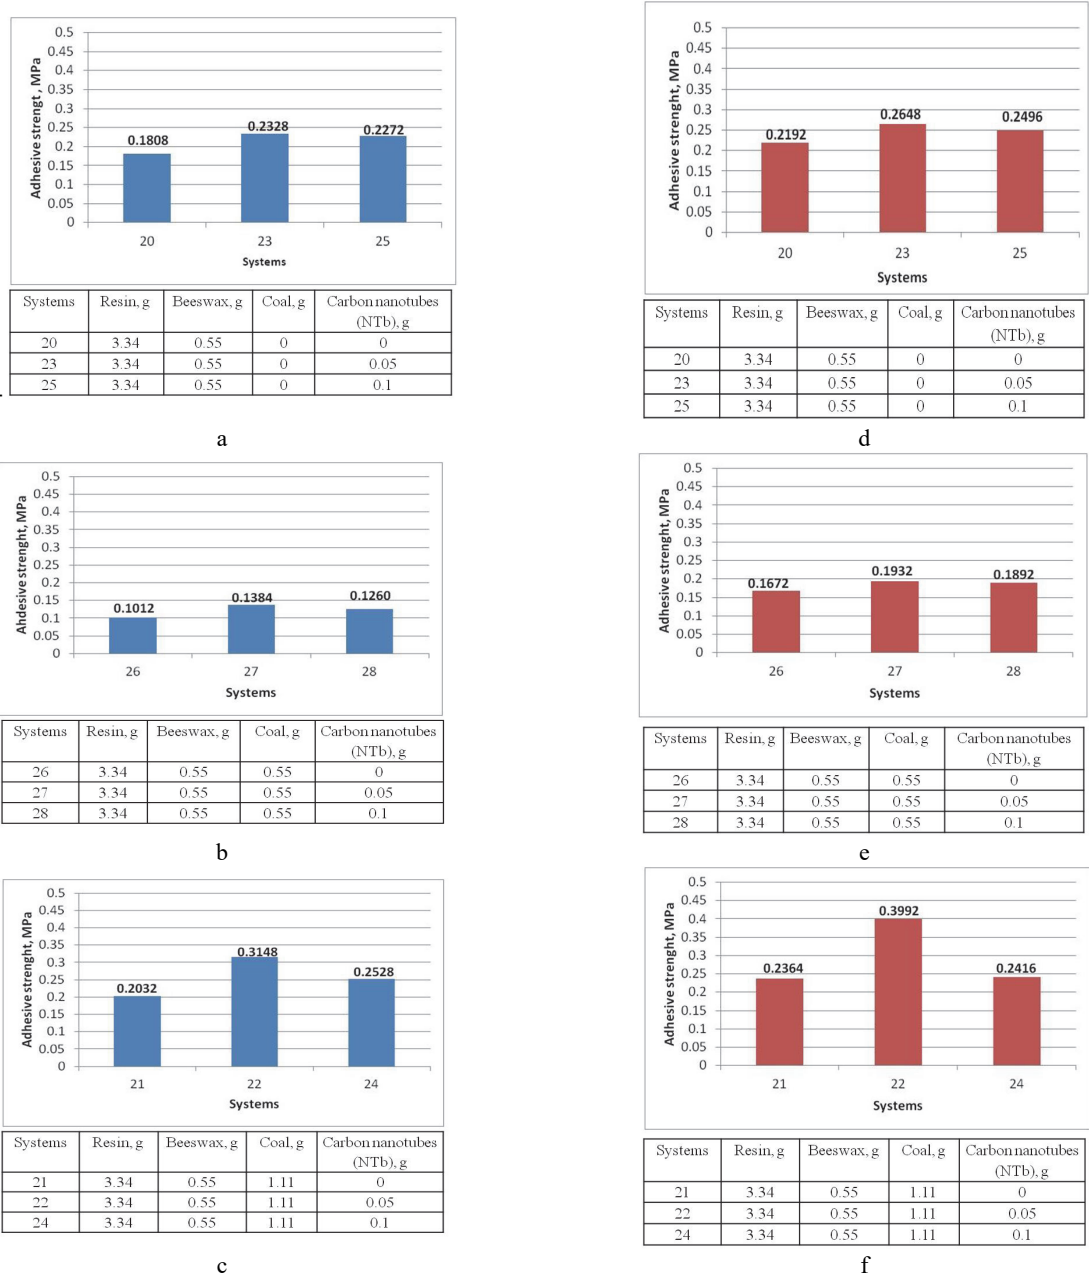 0.5
0.45
0.4
0.35
0.3
0.25
0.2
0.15
0.1
0.05
0
Adhesive strengt , MPa
0.1808
0.2328
0.2272
20 23 25
Systems
Systems Resin, g Beeswax, g Coal, g Carbon nanotubes
(NTb), g
20 3.34 0.55 0 0
23 3.34 0.55 0 0.05
25 3.34 0.55 0 0.1
a
0.5
0.45
0.4
0.35
0.3
0.25
0.2
0.15
0.1
0.05
0
Adhesive strenght, MPa
0.2192
0.2648
0.2496
20 23 25
Systems
Systems Resin, g Beeswax, g Coal, g Carbon nanotubes
(NTb), g
20 3.34 0.55 0 0
23 3.34 0.55 0 0.05
25 3.34 0.55 0 0.1
d
0.5
0.45
0.4
0.35
0.3
0.25
0.2
0.15
0.1
0.05
0
Ahdesive strenght, MPa
0.1012
0.1384
0.1260
26 27 28
Systems
Systems Resin, g Beeswax, g Coal, g Carbon nanotubes
(NTb), g
26 3.34 0.55 0.55 0
27 3.34 0.55 0.55 0.05
28 3.34 0.55 0.55 0.1
b
0.5
0.45
0.4
0.35
0.3
0.25
0.2
0.15
0.1
0.05
0
Adhesive strenght, MPa
0.1672
0.1932
0.1892
26 27 28
Systems
Systems Resin, g Beeswax, g Coal, g Carbon nanotubes
(NTb), g
26 3.34 0.55 0.55 0
27 3.34 0.55 0.55 0.05
28 3.34 0.55 0.55 0.1
e
0.5
0.45
0.4
0.35
0.3
0.25
0.2
0.15
0.1
0.05
0
Adhesive strenght, MPa
0.2032
0.3148
0.2528
21 22 24
Systems
Systems Resin, g Beeswax, g Coal, g Carbon nanotubes
(NTb), g
21 3.34 0.55 1.11 0
22 3.34 0.55 1.11 0.05
24 3.34 0.55 1.11 0.1
c
0.5
0.45
0.4
0.35
0.3
0.25
0.2
0.15
0.1
0.05
0
Adhesive strenght, MPa
0.2364
0.3992
0.2416
21 22 24
Systems
Systems Resin, g Beeswax, g Coal, g Carbon nanotubes
(NTb), g
21 3.34 0.55 1.11 0
22 3.34 0.55 1.11 0.05
24 3.34 0.55 1.11 0.1
f